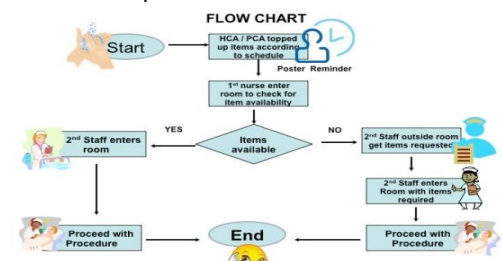 FLOW CHART
Start
HCA / PCA topped
up items according
to schedule
Poster Reminder
1st nurse enter
room to check for
item availability
YES
Items
available
NO
2nd Staff enters
room
2nd Staff outside room
get items requested
2nd Staff enters
Room with items
required
Proceed with
Procedure
End
Proceed with
Procedure